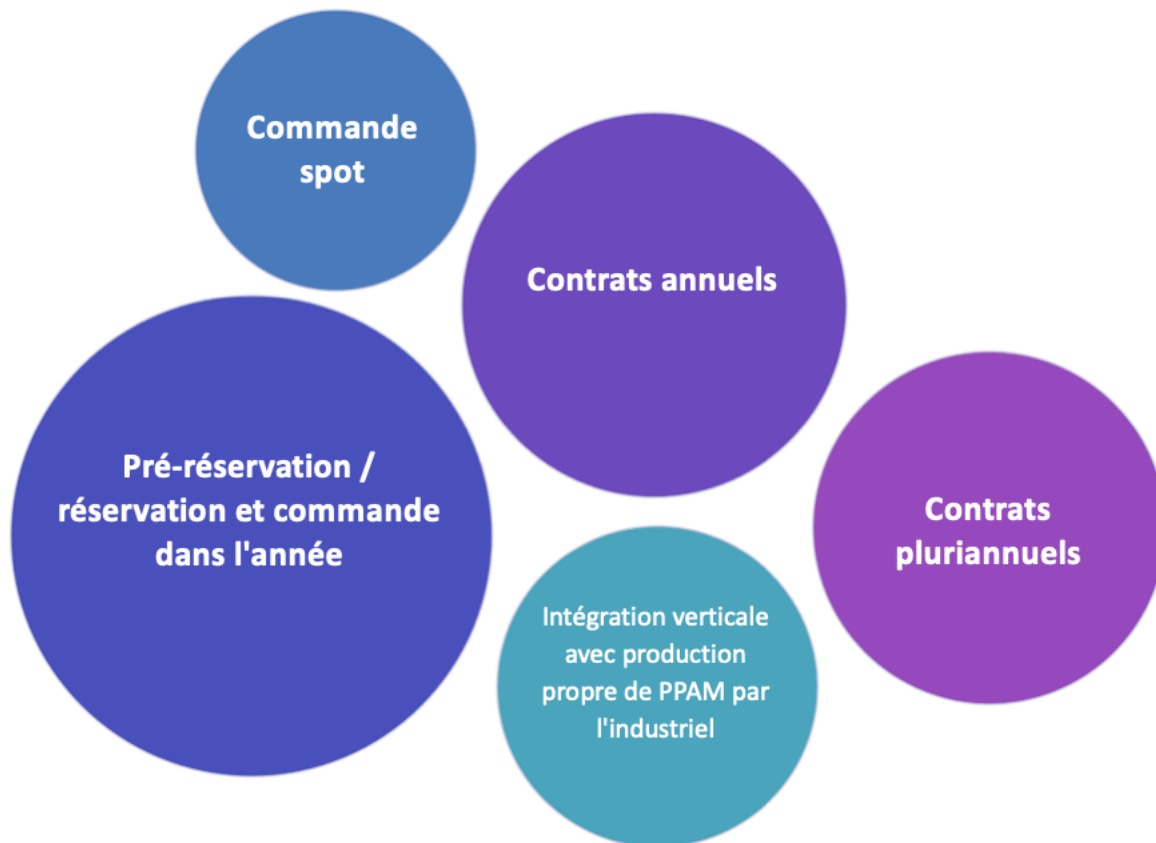 Commande
spot
Contrats annuels
Pré-réservation /
réservation et commande
dans l'année
Contrats
pluriannuels
Intégration verticale
avec production
propre de PPAM par
l'industriel